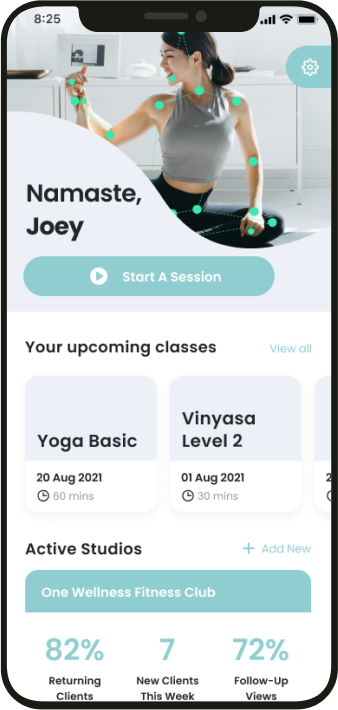 8:25
Namaste,
Joey
Start A Session
Your upcoming classes
View all
Yoga Basic
Vinyasa
Level 2
20 Aug 2021
60 mins
01 Aug 2021
30 mins
Active Studios
Add New
One Wellness Fitness Club
82%
7
72%
Returning
Clients
New Clients
This Week
Follow-Up
Views